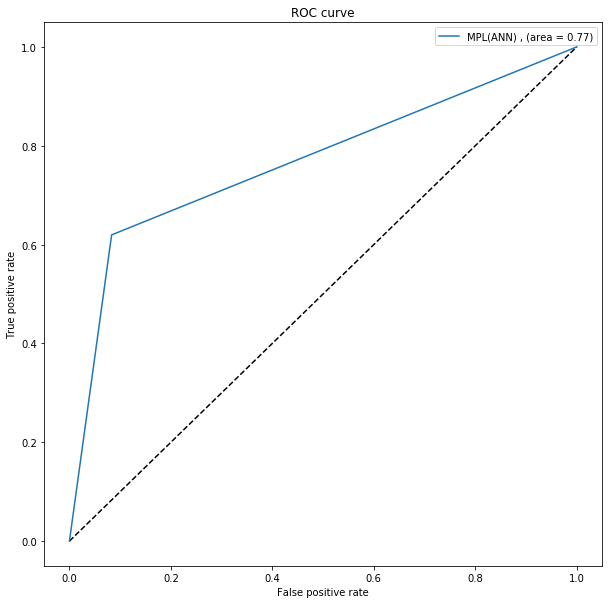 ROC curve
MPL(ANN) , (area = 0.77)
1.0
0.8
0.6
0.4
0.2
0.0
True positive rate
0.0 0.2 0.4 0.6 0.8 1.0
False positive rate